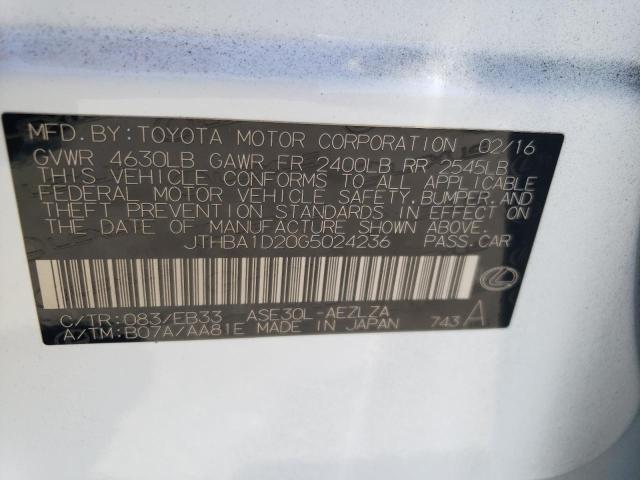 MFD. BY: TOYOTA MOTOR CORPORATION 02/16
GVWR 4630LB GAWR FR 2400LB RR 2545LB
THIS VEHICLE CONFORMS TO ALL APPLICABLE
FEDERAL MOTOR VEHICLE SAFETY, BUMPER, AND
THEFT PREVENTION STANDARDS IN EFFECT ON
THE DATE OF MANUFACTURE SHOWN ABOVE.
JTHBA1D20G5024236 PASS. CAR
C/TR: 083/EB33 ASE30L-AEZLZA
A/TM: B07A/AA81E MADE IN JAPAN 743 A